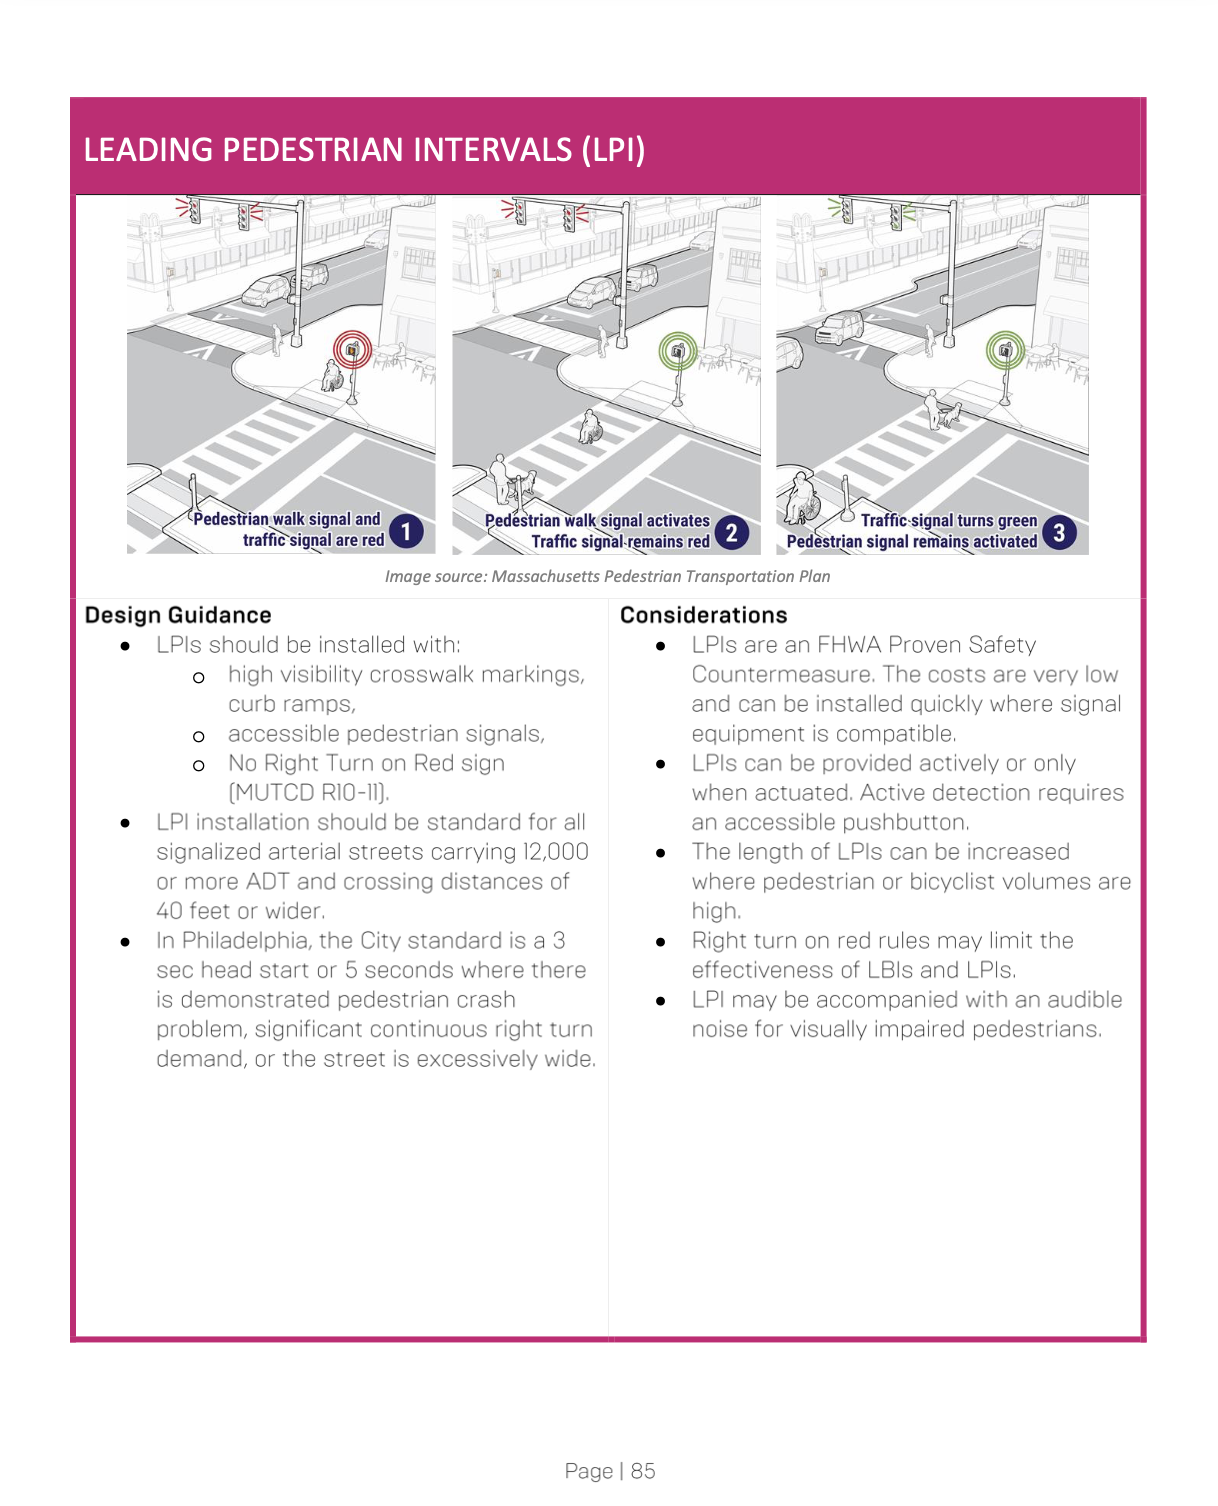 LEADING PEDESTRIAN INTERVALS (LPI)
Pedestrian walk signal and
traffic signal are red
1
Pedestrian walk signal activates
Traffic signal remains red
2
Traffic signal turns green
Pedestrian signal remains activated
3
Image source: Massachusetts Pedestrian Transportation Plan
Design Guidance
• LPIs should be installed with:
o high visibility crosswalk markings,
curb ramps,
o accessible pedestrian signals,
o No Right Turn on Red sign
(MUTCD R10-11).
• LPI installation should be standard for all
signalized arterial streets carrying 12,000
or more ADT and crossing distances of
40 feet or wider.
• In Philadelphia, the City standard is a 3
sec head start or 5 seconds where there
is demonstrated pedestrian crash
problem, significant continuous right turn
demand, or the street is excessively wide.
Considerations
• LPIs are an FHWA Proven Safety
Countermeasure. The costs are very low
and can be installed quickly where signal
equipment is compatible.
• LPIs can be provided actively or only
when actuated. Active detection requires
an accessible pushbutton.
• The length of LPIs can be increased
where pedestrian or bicyclist volumes are
high.
• Right turn on red rules may limit the
effectiveness of LBIs and LPIs.
• LPI may be accompanied with an audible
noise for visually impaired pedestrians.
Page | 85